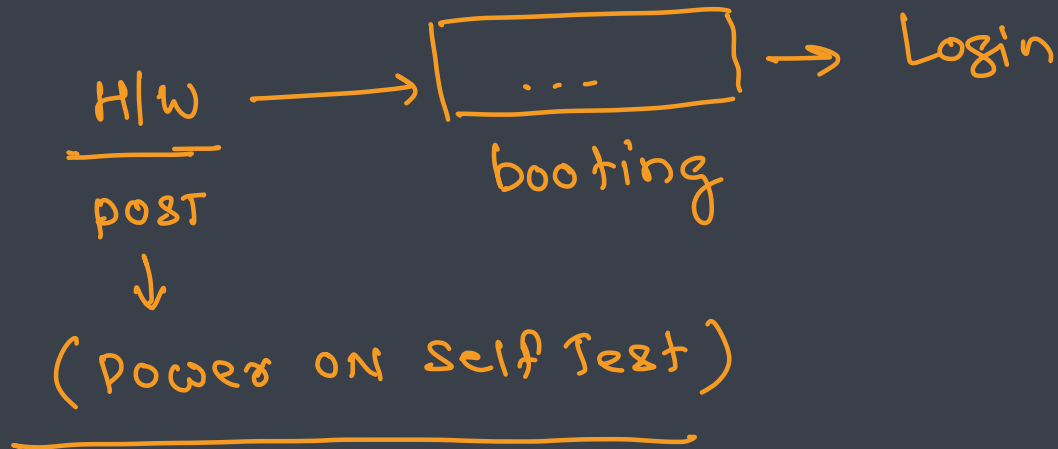 H/W → ... → Login
booting
POST
↓
(Power ON Self Test)